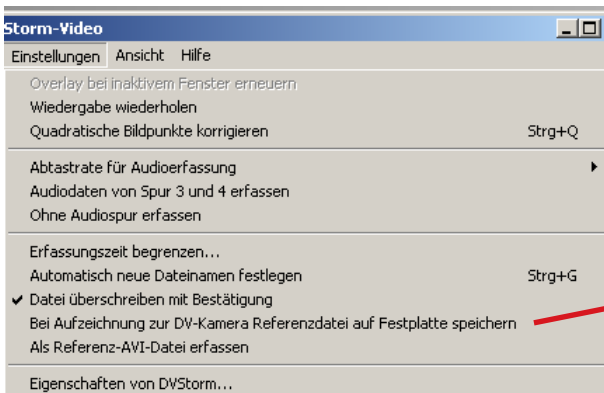 Storm-Video
Einstellungen Ansicht Hilfe
Overlay bei inaktivem Fenster erneuern
Wiedergabe wiederholen
Quadratische Bildpunkte korrigieren Strg+Q
Abtastrate für Audioerfassung
Audiodaten von Spur 3 und 4 erfassen
Ohne Audiospur erfassen
Erfassungszeit begrenzen...
Automatisch neue Dateinamen festlegen Strg+G
Datei überschreiben mit Bestätigung
Bei Aufzeichnung zur DV-Kamera Referenzdatei auf Festplatte speichern
Als Referenz-AVI-Datei erfassen
Eigenschaften von DVStorm...